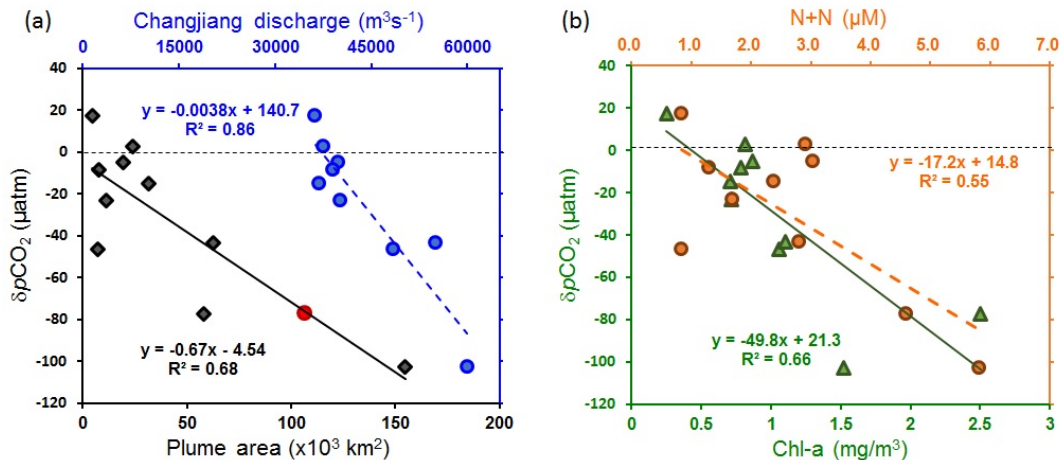 (a)
Changjiang discharge (m³s⁻¹)
0 15000 30000 45000 60000
40
20
0
-20
-40
-60
-80
-100
-120
δpCO₂ (µatm)
y = -0.0038x + 140.7
R² = 0.86
y = -0.67x - 4.54
R² = 0.68
0 50 100 150 200
Plume area (x10³ km²)
(b)
N+N (µM)
0.0 1.0 2.0 3.0 4.0 5.0 6.0 7.0
40
20
0
-20
-40
-60
-80
-100
-120
δpCO₂ (µatm)
y = -17.2x + 14.8
R² = 0.55
y = -49.8x + 21.3
R² = 0.66
0 0.5 1 1.5 2 2.5 3
Chl-a (mg/m³)